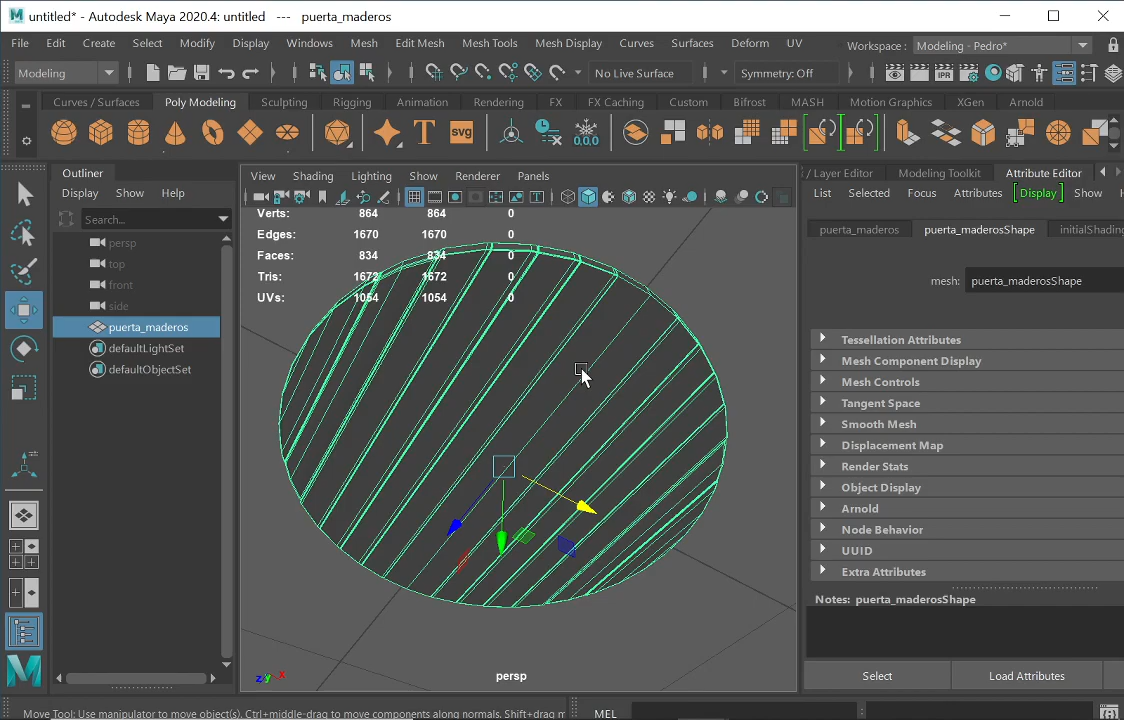 untitled* - Autodesk Maya 2020.4: untitled --- puerta_maderos
File Edit Create Select Modify Display Windows Mesh Edit Mesh Mesh Tools Mesh Display Curves Surfaces Deform UV Workspace : Modeling - Pedro*
Modeling No Live Surface Symmetry: Off IPR
Curves / Surfaces Poly Modeling Sculpting Rigging Animation Rendering FX FX Caching Custom Bifrost MASH Motion Graphics XGen Arnold
T SVG 0,0,0
Outliner
Display Show Help
Search...
persp
top
front
side
puerta_maderos
defaultLightSet
defaultObjectSet
View Shading Lighting Show Renderer Panels
Verts: 864 864 0
Edges: 1670 1670 0
Faces: 834 834 0
Tris: 1672 1672 0
UVs: 1054 1054 0
persp
/ Layer Editor Modeling Toolkit Attribute Editor
List Selected Focus Attributes Display Show
puerta_maderos puerta_maderosShape initialShading
mesh: puerta_maderosShape
Tessellation Attributes
Mesh Component Display
Mesh Controls
Tangent Space
Smooth Mesh
Displacement Map
Render Stats
Object Display
Arnold
Node Behavior
UUID
Extra Attributes
Notes: puerta_maderosShape
Select Load Attributes
Move Tool: Use manipulator to move object(s). Ctrl+middle-drag to move components along normals. Shift+drag m MEL